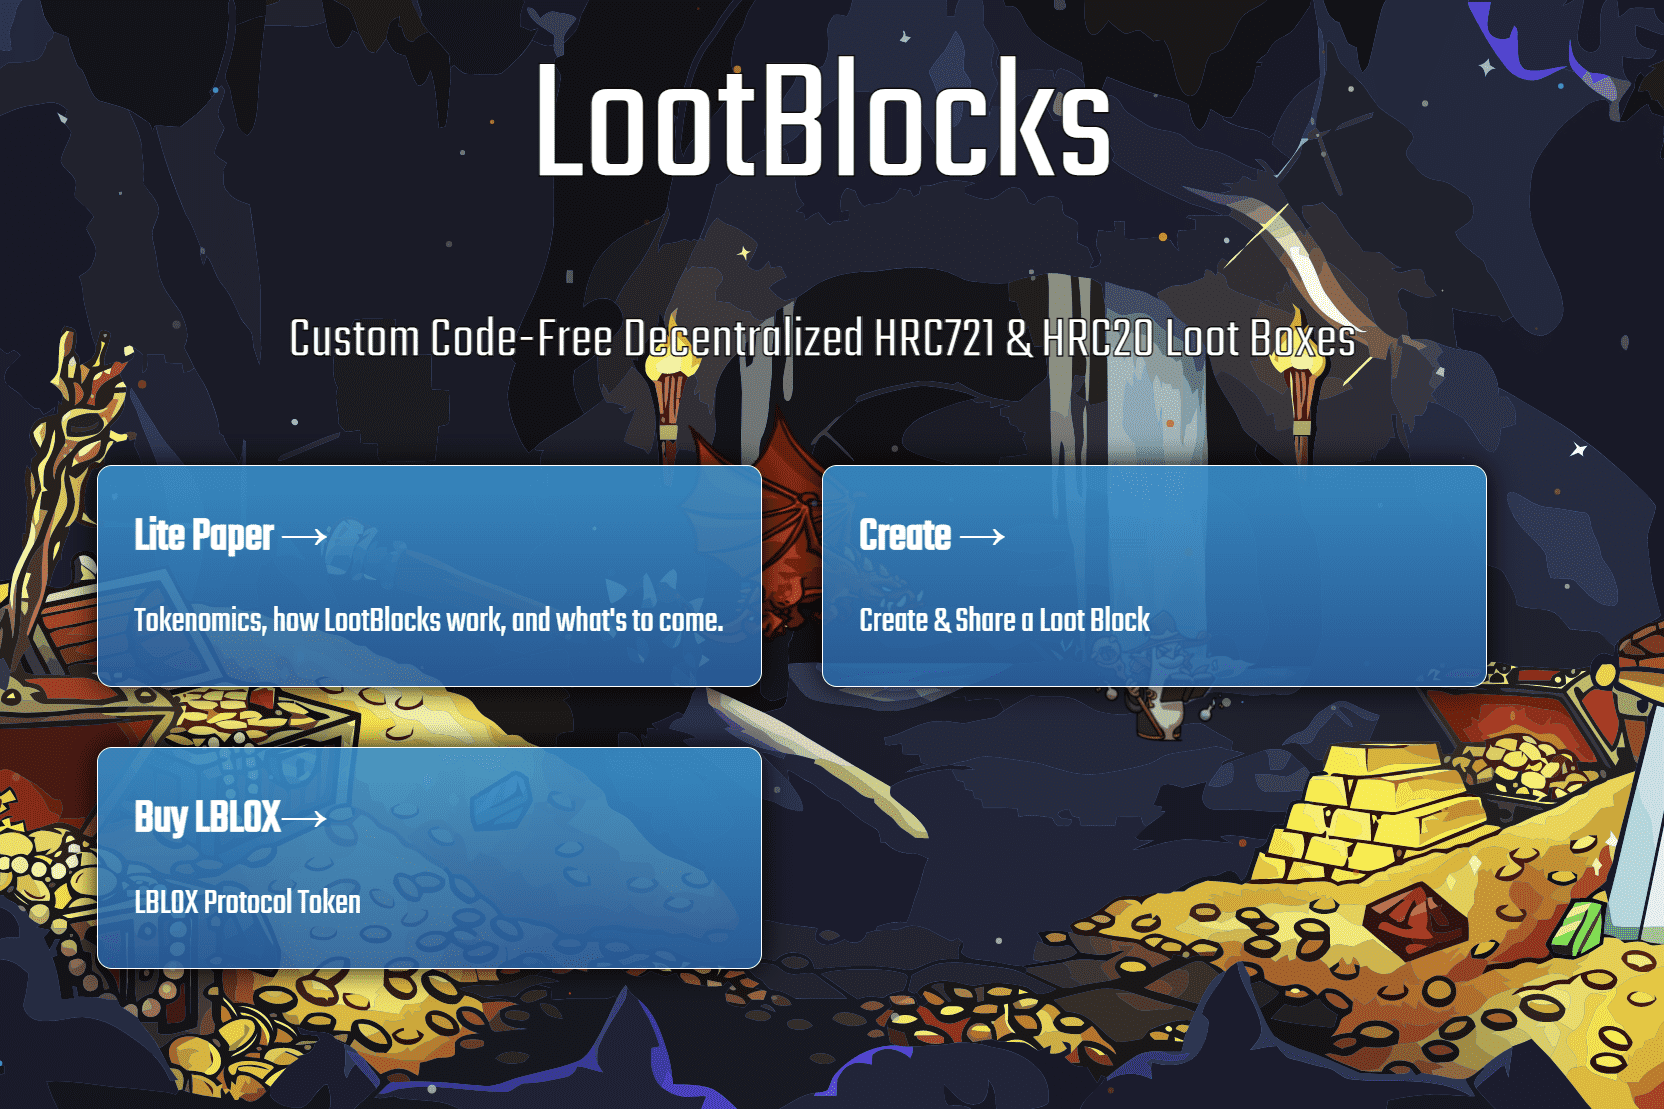 LootBlocks
Custom Code-Free Decentralized HRC721 & HRC20 Loot Boxes
Lite Paper →
Tokenomics, how LootBlocks work, and what's to come.
Create →
Create & Share a Loot Block
Buy LBLOX→
LBLOX Protocol Token